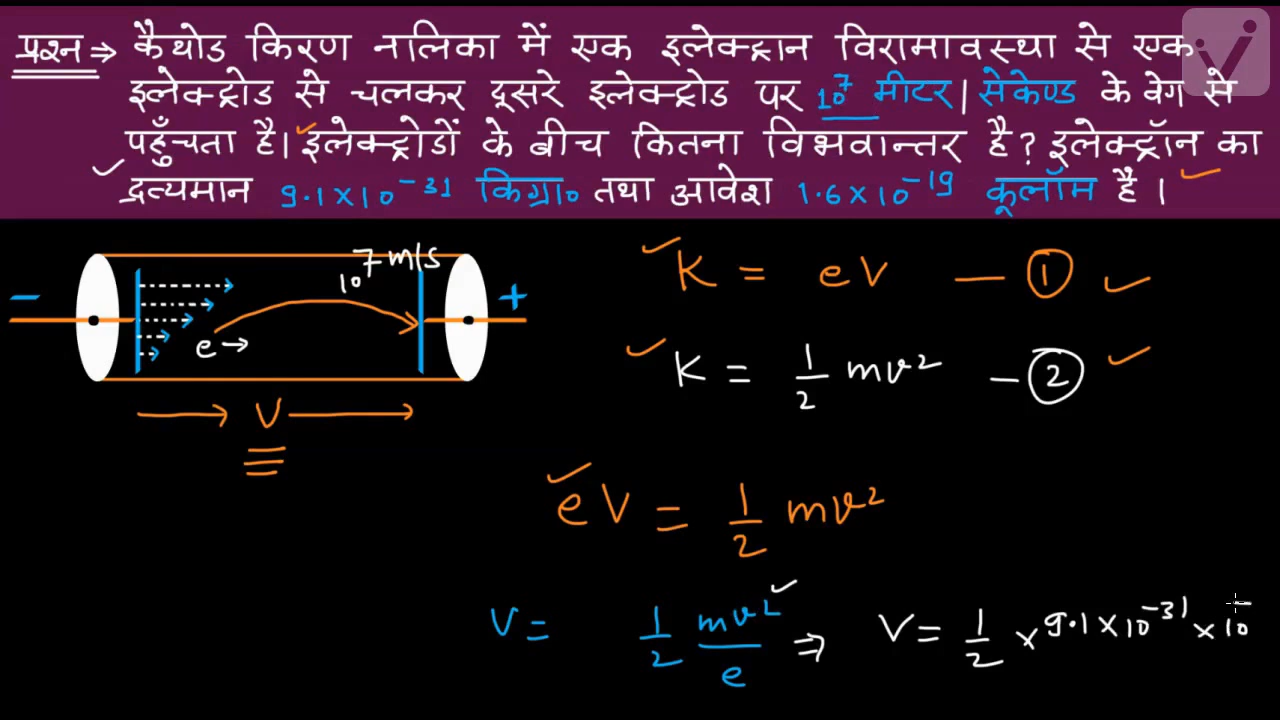 प्रश्न ⇒ कैथोड किरण नालिका में एक इलेक्ट्रान विरामावस्था से एक
इलेक्ट्रोड से चलकर दूसरे इलेक्ट्रोड पर 10⁷ मीटर| सेकेण्ड के वेग से
पहुँचता है। इलेक्ट्रोडों के बीच कितना विभवान्तर है? इलेक्ट्रॉन का
द्रत्यमान 9.1×10⁻³¹ किग्रा० तथा आवेश 1.6×10⁻¹⁹ कूलॉम है।
10⁷ m/s
− +
e→
V
K = eV — ①
K = 1/2 mv² — ②
eV = 1/2 mv²
V = 1/2 mv²/e ⇒ V = 1/2 × 9.1×10⁻³¹ × 10